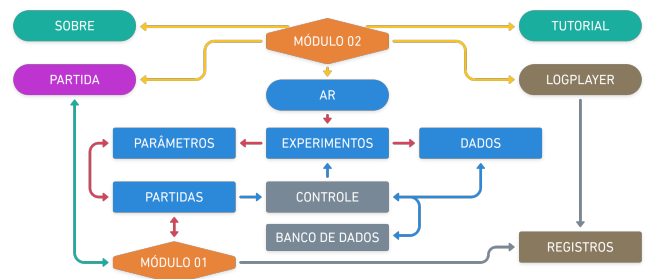 SOBRE
MÓDULO 02
TUTORIAL
PARTIDA
LOGPLAYER
AR
PARÂMETROS
EXPERIMENTOS
DADOS
PARTIDAS
CONTROLE
BANCO DE DADOS
REGISTROS
MÓDULO 01